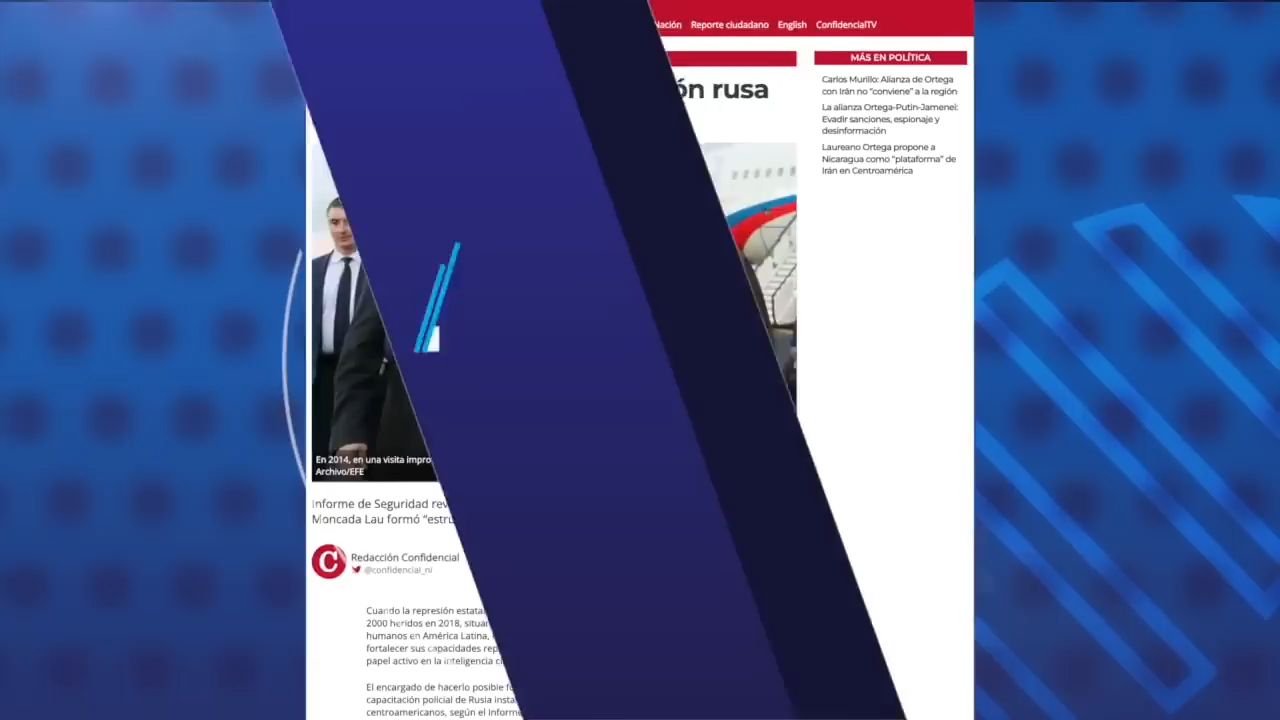 Nación Reporte ciudadano English ConfidencialTV
ón rusa
MÁS EN POLÍTICA
Carlos Murillo: Alianza de Ortega
con Irán no “conviene” a la región
La alianza Ortega-Putin-Jamenei:
Evadir sanciones, espionaje y
desinformación
Laureano Ortega propone a
Nicaragua como “plataforma” de
Irán en Centroamérica
En 2014, en una visita impro
Archivo/EFE
Informe de Seguridad rev
Moncada Lau formó “estru
C
Redacción Confidencial
@confidencial_ni
Cuando la represión estatal
2000 heridos en 2018, situan
humanos en América Latina,
fortalecer sus capacidades rep
papel activo en la inteligencia
El encargado de hacerlo posible
capacitación policial de Rusia insta
centroamericanos, según el informe